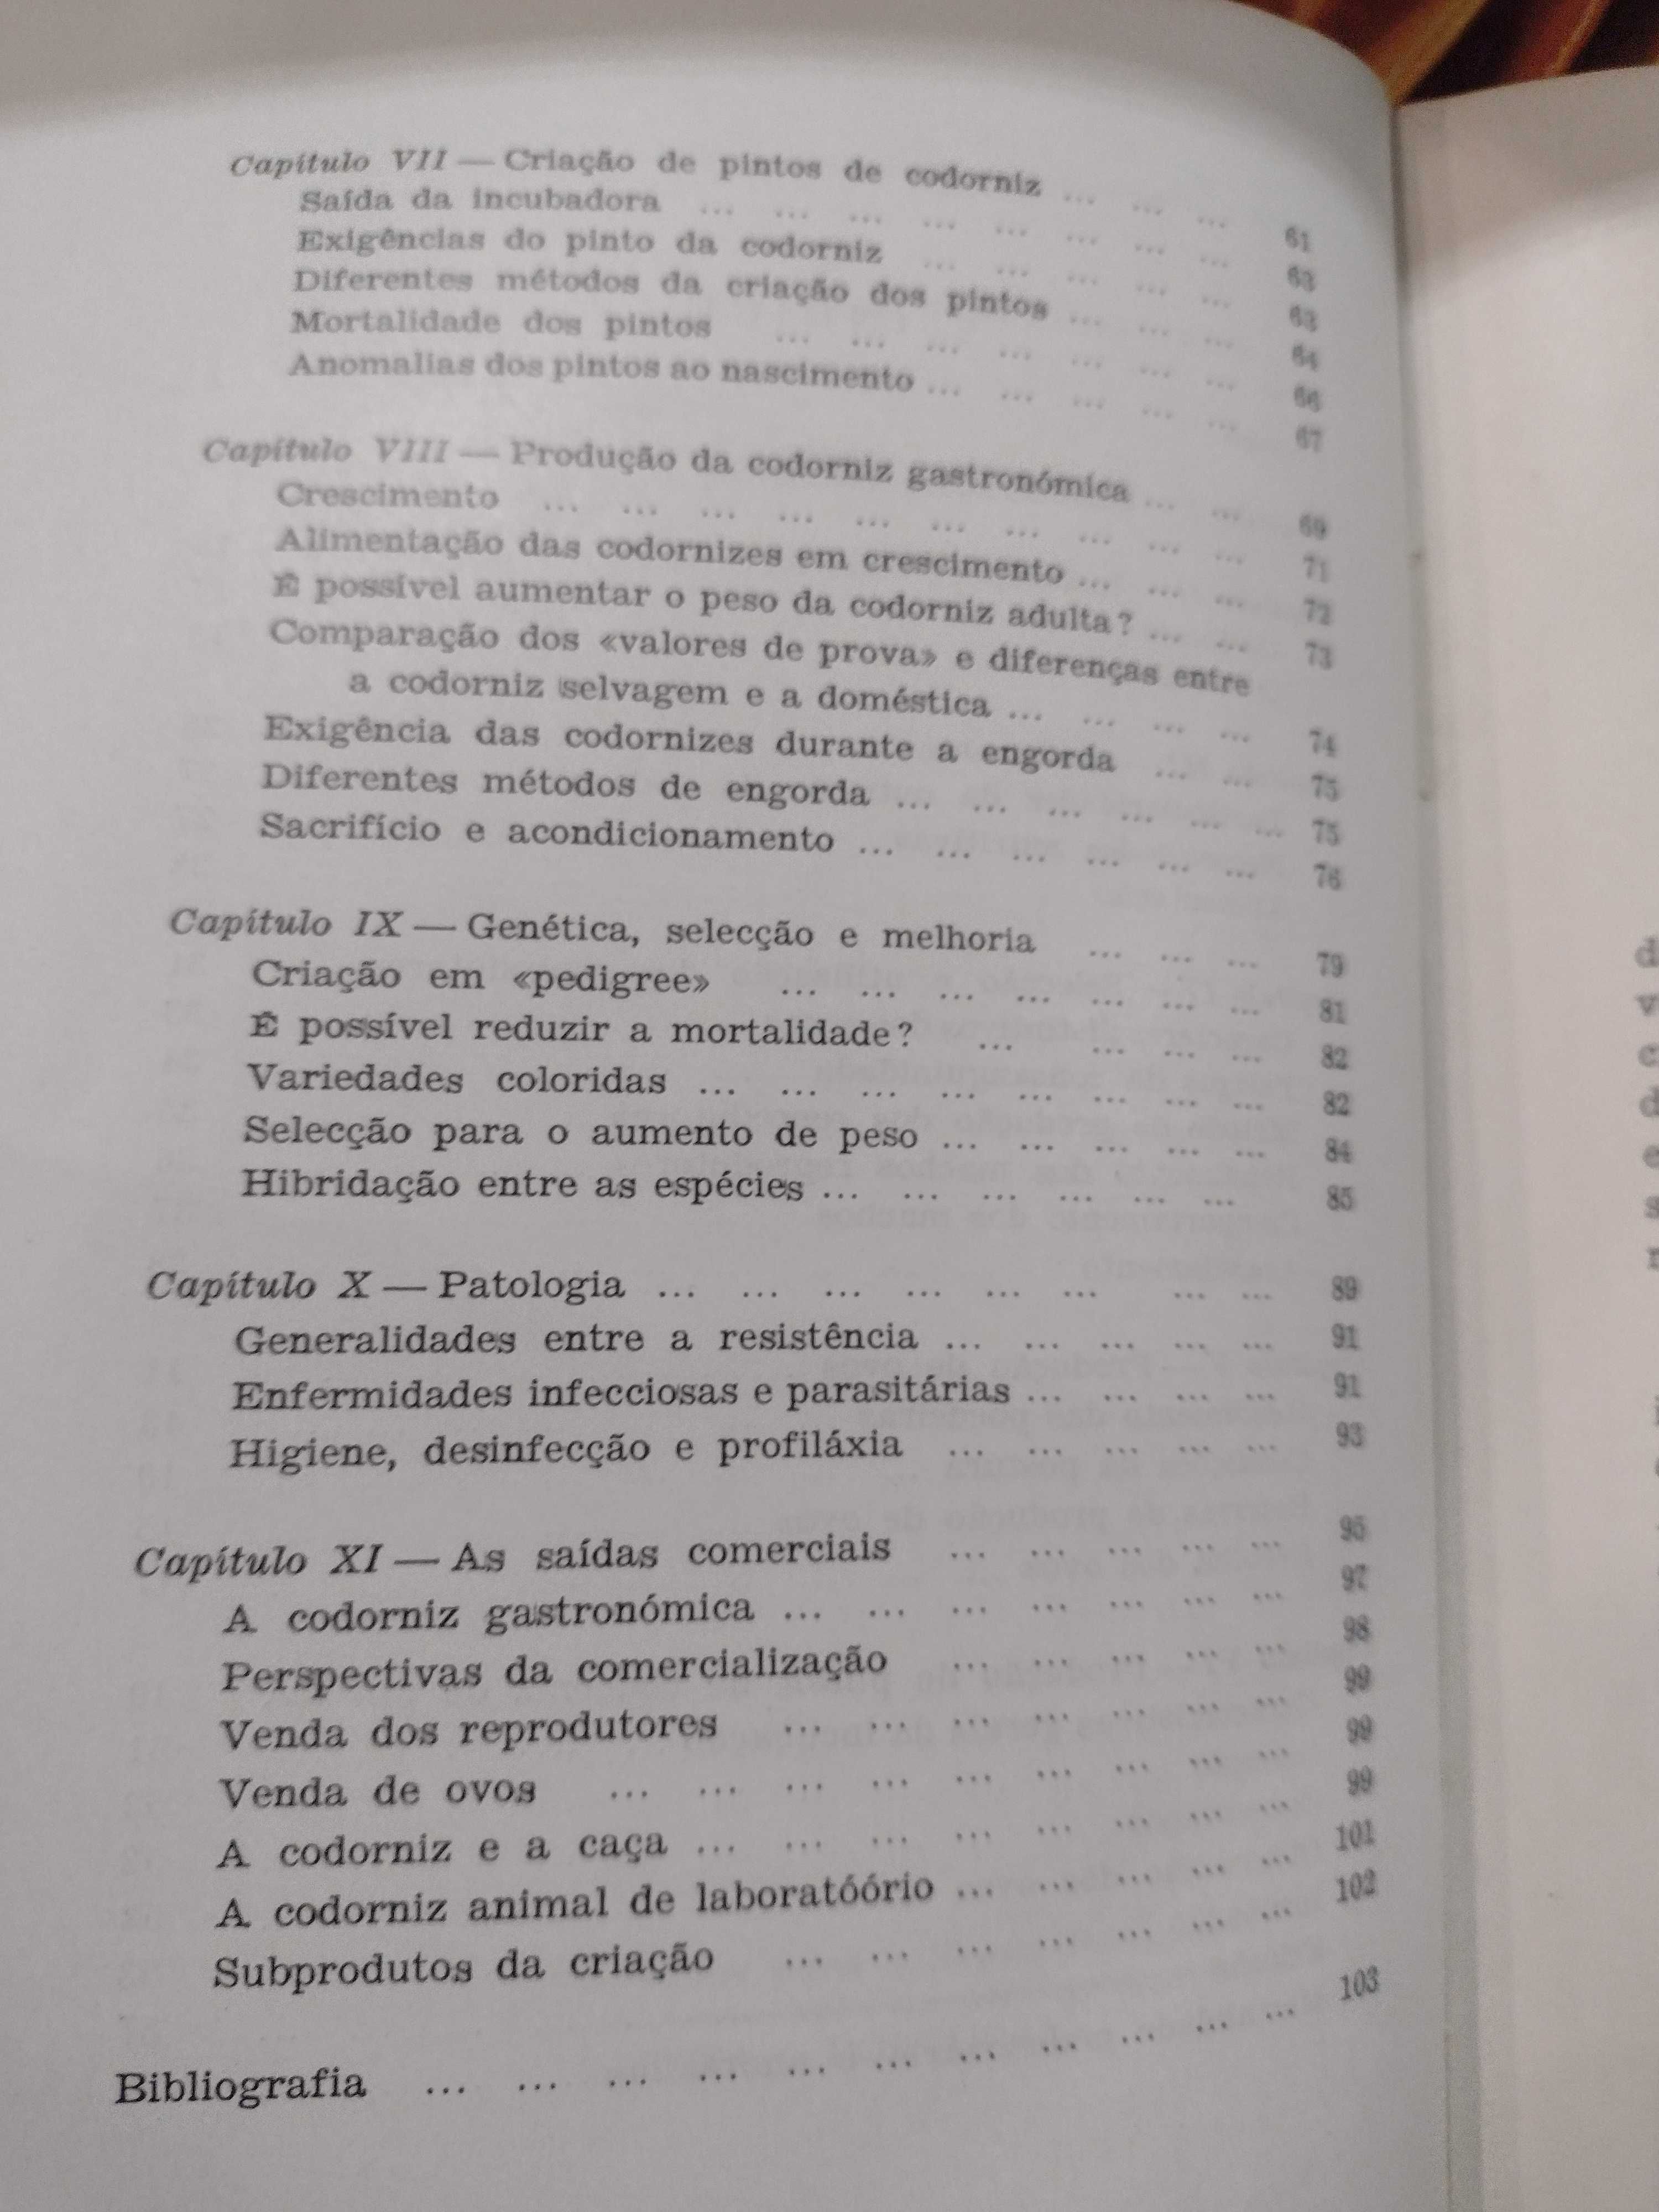 Capítulo VII — Criação de pintos de codorniz ... ... ... 61
Saída da incubadora ... ... ... ... ... ... ... ... 63
Exigências do pinto da codorniz ... ... ... ... ... 63
Diferentes métodos da criação dos pintos ... ... ... 64
Mortalidade dos pintos ... ... ... ... ... ... ... 66
Anomalias dos pintos ao nascimento ... ... ... ... ... 67
Capítulo VIII — Produção da codorniz gastronómica ... ... 69
Crescimento ... ... ... ... ... ... ... ... ... ... 71
Alimentação das codornizes em crescimento ... ... ... 72
É possível aumentar o peso da codorniz adulta? ... ... 73
Comparação dos «valores de prova» e diferenças entre
a codorniz selvagem e a doméstica ... ... ... ... 74
Exigência das codornizes durante a engorda ... ... 75
Diferentes métodos de engorda ... ... ... ... ... ... 75
Sacrifício e acondicionamento ... ... ... ... ... ... 76
Capítulo IX — Genética, selecção e melhoria ... ... ... 79
Criação em «pedigree» ... ... ... ... ... ... ... 81
É possível reduzir a mortalidade? ... ... ... ... 82
Variedades coloridas ... ... ... ... ... ... ... ... 82
Selecção para o aumento de peso ... ... ... ... ... 84
Hibridação entre as espécies ... ... ... ... ... ... 85
Capítulo X — Patologia ... ... ... ... ... ... ... ... 89
Generalidades entre a resistência ... ... ... ... ... 91
Enfermidades infecciosas e parasitárias ... ... ... ... 91
Higiene, desinfecção e profiláxia ... ... ... ... ... 93
Capítulo XI — As saídas comerciais ... ... ... ... ... 95
A codorniz gastronómica ... ... ... ... ... ... ... 97
Perspectivas da comercialização ... ... ... ... ... 98
Venda dos reprodutores ... ... ... ... ... ... ... 99
Venda de ovos ... ... ... ... ... ... ... ... ... 99
A codorniz e a caça ... ... ... ... ... ... ... ... 99
A codorniz animal de laboratóório ... ... ... ... ... 101
Subprodutos da criação ... ... ... ... ... ... ... 102
Bibliografia ... ... ... ... ... ... ... ... ... ... ... 103